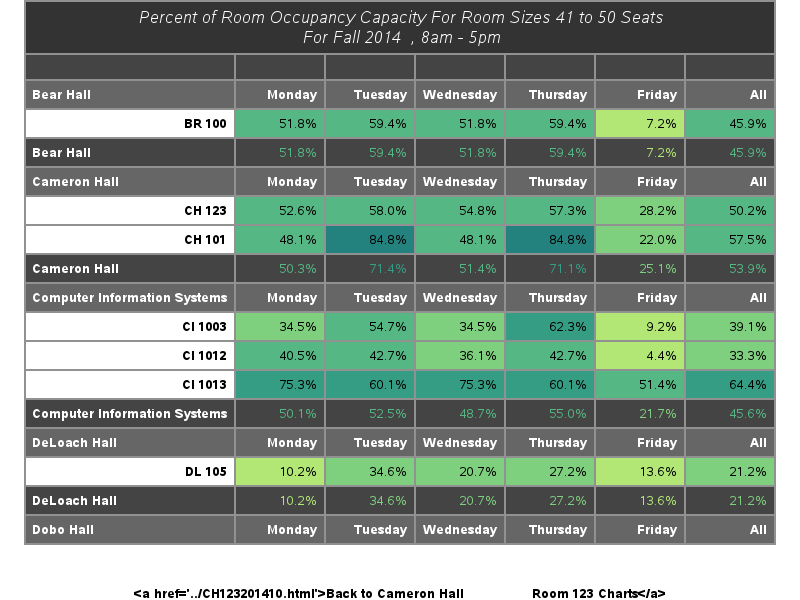 Percent of Room Occupancy Capacity For Room Sizes 41 to 50 Seats
For Fall 2014 , 8am - 5pm
Bear Hall Monday Tuesday Wednesday Thursday Friday All
BR 100 51.8% 59.4% 51.8% 59.4% 7.2% 45.9%
Bear Hall 51.8% 59.4% 51.8% 59.4% 7.2% 45.9%
Cameron Hall Monday Tuesday Wednesday Thursday Friday All
CH 123 52.6% 58.0% 54.8% 57.3% 28.2% 50.2%
CH 101 48.1% 84.8% 48.1% 84.8% 22.0% 57.5%
Cameron Hall 50.3% 71.4% 51.4% 71.1% 25.1% 53.9%
Computer Information Systems Monday Tuesday Wednesday Thursday Friday All
CI 1003 34.5% 54.7% 34.5% 62.3% 9.2% 39.1%
CI 1012 40.5% 42.7% 36.1% 42.7% 4.4% 33.3%
CI 1013 75.3% 60.1% 75.3% 60.1% 51.4% 64.4%
Computer Information Systems 50.1% 52.5% 48.7% 55.0% 21.7% 45.6%
DeLoach Hall Monday Tuesday Wednesday Thursday Friday All
DL 105 10.2% 34.6% 20.7% 27.2% 13.6% 21.2%
DeLoach Hall 10.2% 34.6% 20.7% 27.2% 13.6% 21.2%
Dobo Hall Monday Tuesday Wednesday Thursday Friday All
<a href='../CH123201410.html'>Back to Cameron Hall Room 123 Charts</a>